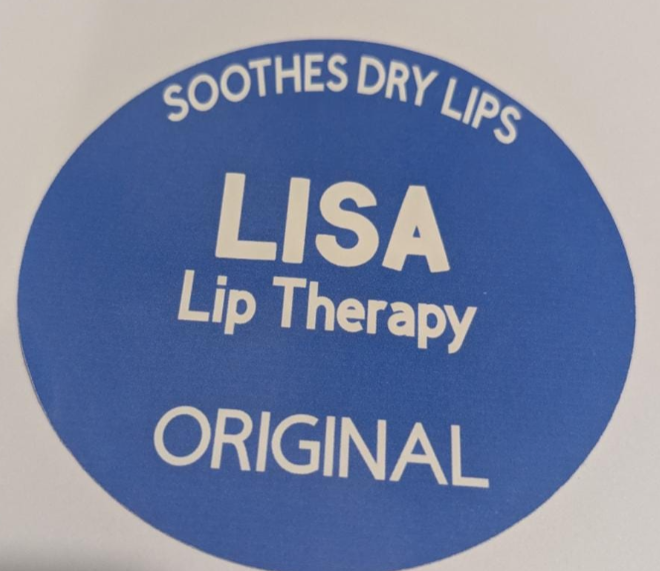 SOOTHES DRY LIPS
LISA
Lip Therapy
ORIGINAL